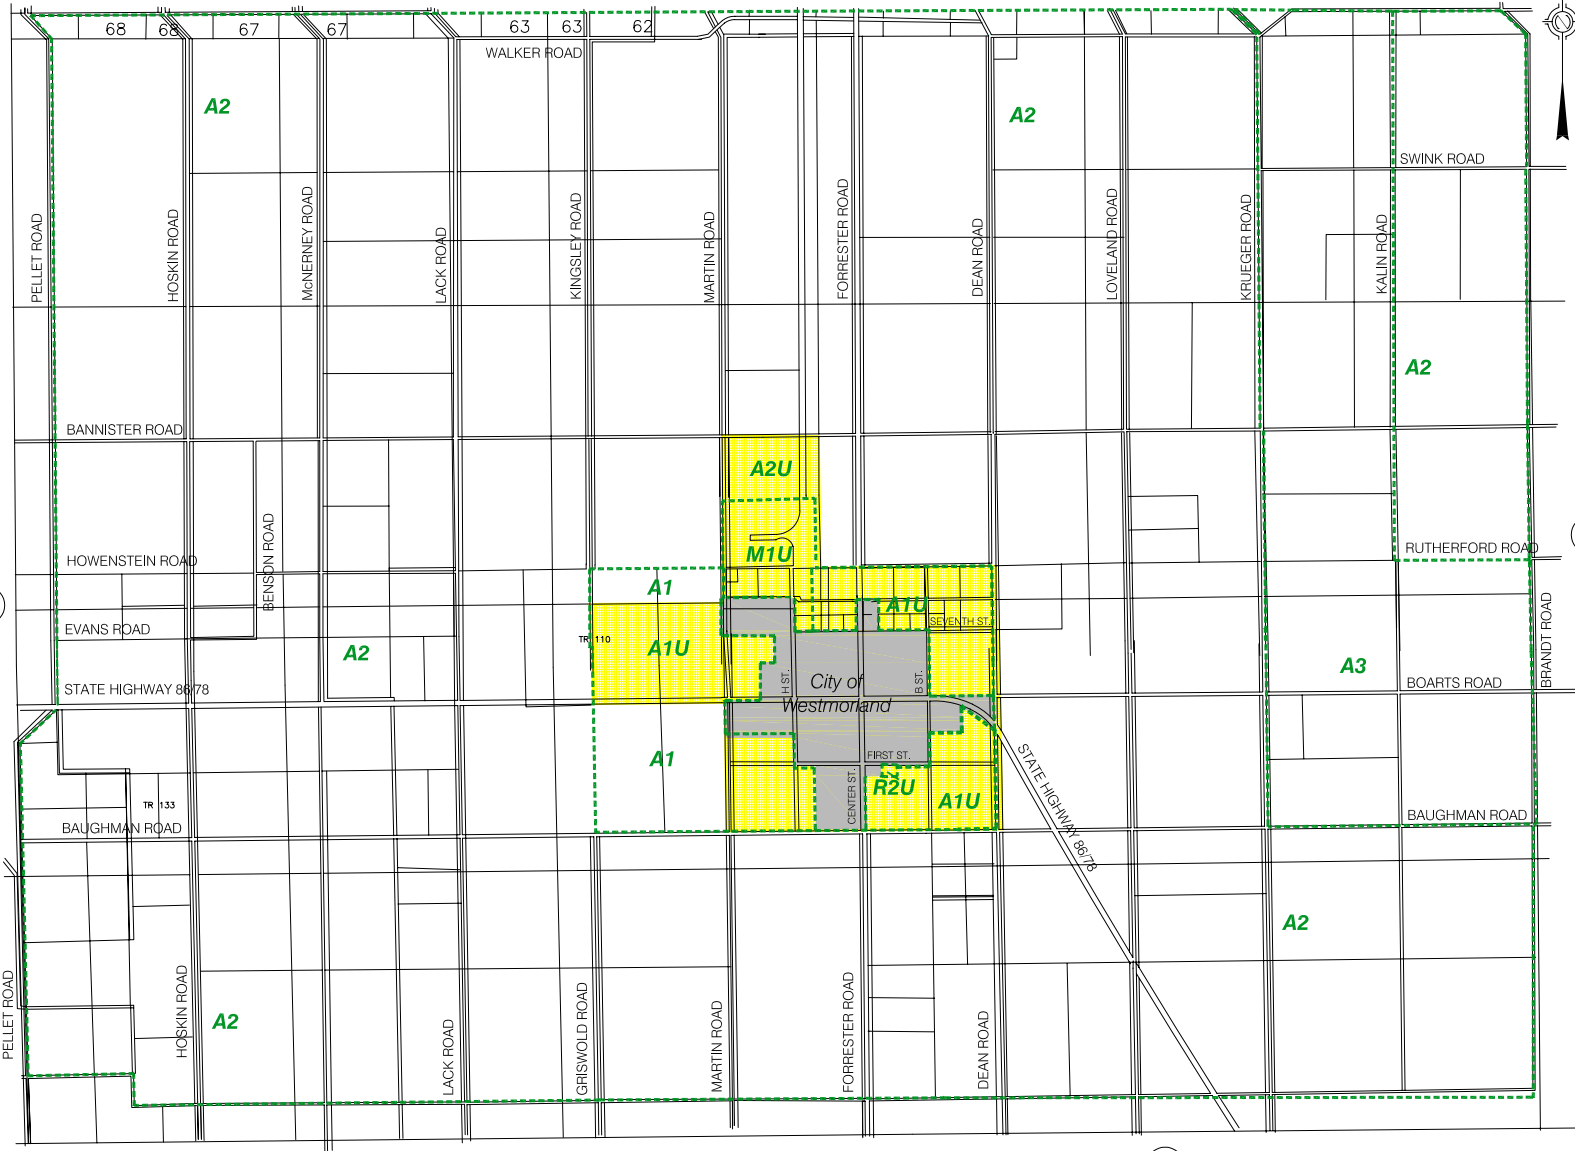 68
68
67
67
63
63
62
WALKER ROAD
A2
A2
SWINK ROAD
PELLET ROAD
HOSKIN ROAD
McNERNEY ROAD
LACK ROAD
KINGSLEY ROAD
MARTIN ROAD
FORRESTER ROAD
DEAN ROAD
LOVELAND ROAD
KRUEGER ROAD
KALIN ROAD
A2
BANNISTER ROAD
A2U
BENSON ROAD
HOWENSTEIN ROAD
M1U
RUTHERFORD ROAD
A1
A1U
EVANS ROAD
SEVENTH ST.
TR 110
A1U
A2
A3
BRANDT ROAD
STATE HIGHWAY 86/78
H ST.
City of
Westmorland
B ST.
BOARTS ROAD
A1
FIRST ST.
STATE HIGHWAY 86/78
R2U
A1U
CENTER ST.
TR 133
BAUGHMAN ROAD
BAUGHMAN ROAD
A2
A2
PELLET ROAD
HOSKIN ROAD
LACK ROAD
GRISWOLD ROAD
MARTIN ROAD
FORRESTER ROAD
DEAN ROAD